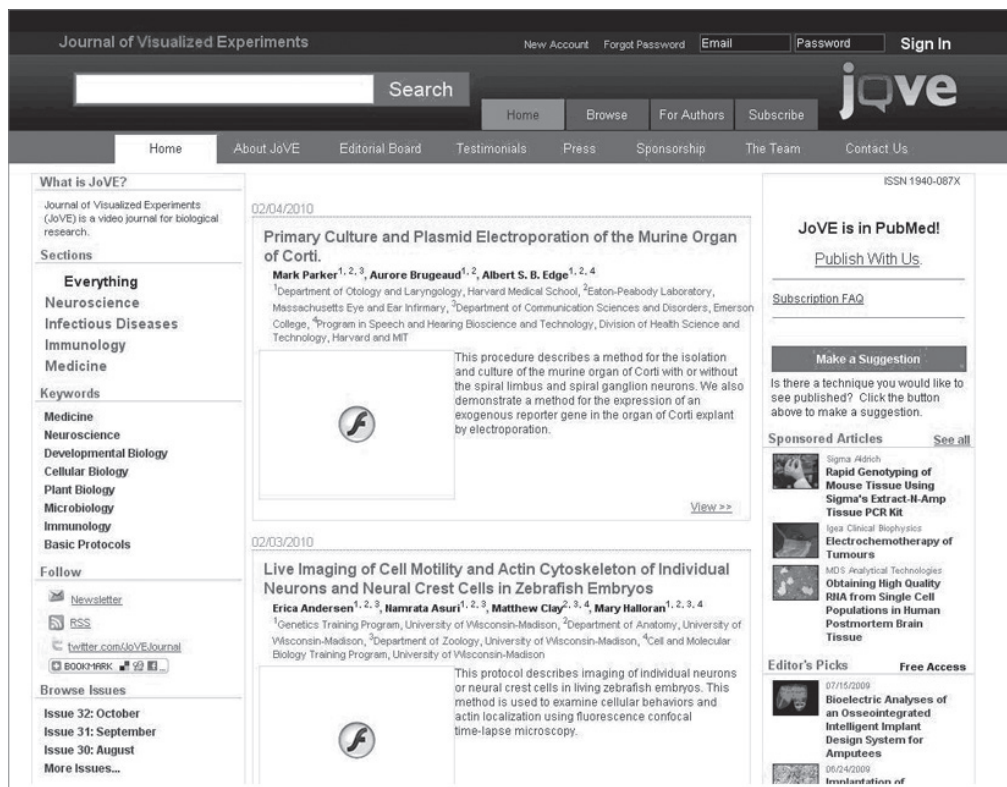 Journal of Visualized Experiments
New Account Forgot Password Email Password Sign In
Search
jove
Home Browse For Authors Subscribe
Home About JoVE Editorial Board Testimonials Press Sponsorship The Team Contact Us
What is JoVE?
Journal of Visualized Experiments
(JoVE) is a video journal for biological
research.
Sections
Everything
Neuroscience
Infectious Diseases
Immunology
Medicine
Keywords
Medicine
Neuroscience
Developmental Biology
Cellular Biology
Plant Biology
Microbiology
Immunology
Basic Protocols
Follow
Newsletter
RSS
twitter.com/JoVEJournal
BOOKMARK
Browse Issues
Issue 32: October
Issue 31: September
Issue 30: August
More Issues...
02/04/2010
Primary Culture and Plasmid Electroporation of the Murine Organ
of Corti.
Mark Parker1, 2, 3, Aurore Brugeaud1, 2, Albert S. B. Edge1, 2, 4
1Department of Otology and Laryngology, Harvard Medical School, 2Eaton-Peabody Laboratory,
Massachusetts Eye and Ear Infirmary, 3Department of Communication Sciences and Disorders, Emerson
College, 4Program in Speech and Hearing Bioscience and Technology, Division of Health Science and
Technology, Harvard and MIT
This procedure describes a method for the isolation
and culture of the murine organ of Corti with or without
the spiral limbus and spiral ganglion neurons. We also
demonstrate a method for the expression of an
exogenous reporter gene in the organ of Corti explant
by electroporation.
View >>
02/03/2010
Live Imaging of Cell Motility and Actin Cytoskeleton of Individual
Neurons and Neural Crest Cells in Zebrafish Embryos
Erica Andersen1, 2, 3, Namrata Asuri1, 2, 3, Matthew Clay2, 3, 4, Mary Halloran1, 2, 3, 4
1Genetics Training Program, University of Wisconsin-Madison, 2Department of Anatomy, University of
Wisconsin-Madison, 3Department of Zoology, University of Wisconsin-Madison, 4Cell and Molecular
Biology Training Program, University of Wisconsin-Madison
This protocol describes imaging of individual neurons
or neural crest cells in living zebrafish embryos. This
method is used to examine cellular behaviors and
actin localization using fluorescence confocal
time-lapse microscopy.
ISSN 1940-087X
JoVE is in PubMed!
Publish With Us.
Subscription FAQ
Make a Suggestion
Is there a technique you would like to
see published? Click the button
above to make a suggestion.
Sponsored Articles See all
Sigma Aldrich
Rapid Genotyping of
Mouse Tissue Using
Sigma's Extract-N-Amp
Tissue PCR Kit
Igea Clinical Biophysics
Electrochemotherapy of
Tumours
MDS Analytical Technologies
Obtaining High Quality
RNA from Single Cell
Populations in Human
Postmortem Brain
Tissue
Editor's Picks Free Access
07/15/2009
Bioelectric Analyses of
an Osseointegrated
Intelligent Implant
Design System for
Amputees
06/24/2009
Implantation of